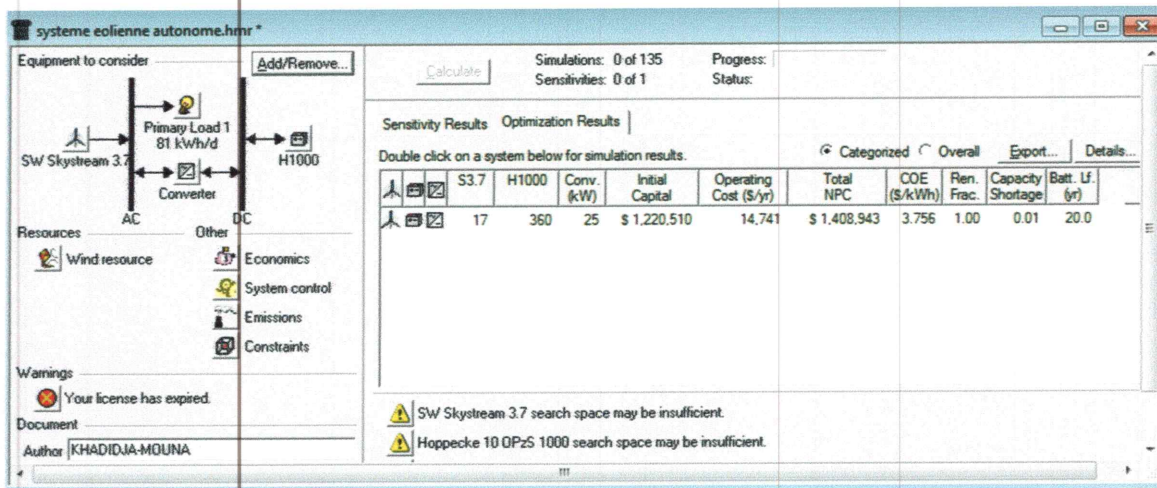 systeme eolienne autonome.hmr *
Equipment to consider
Add/Remove...
Primary Load 1
81 kWh/d
SW Skystream 3.7
H1000
Converter
AC DC
Resources Other
Wind resource
Economics
System control
Emissions
Constraints
Warnings
Your license has expired.
Document
Author KHADIDJA-MOUNA
Calculate
Simulations: 0 of 135 Progress:
Sensitivities: 0 of 1 Status:
Sensitivity Results Optimization Results
Double click on a system below for simulation results.
Categorized Overall Export... Details...
S3.7 H1000 Conv. (kW) Initial Capital Operating Cost ($/yr) Total NPC COE ($/kWh) Ren. Frac. Capacity Shortage Batt. Lf. (yr)
17 360 25 $ 1,220,510 14,741 $ 1,408,943 3.756 1.00 0.01 20.0
SW Skystream 3.7 search space may be insufficient.
Hoppecke 10 OPzS 1000 search space may be insufficient.